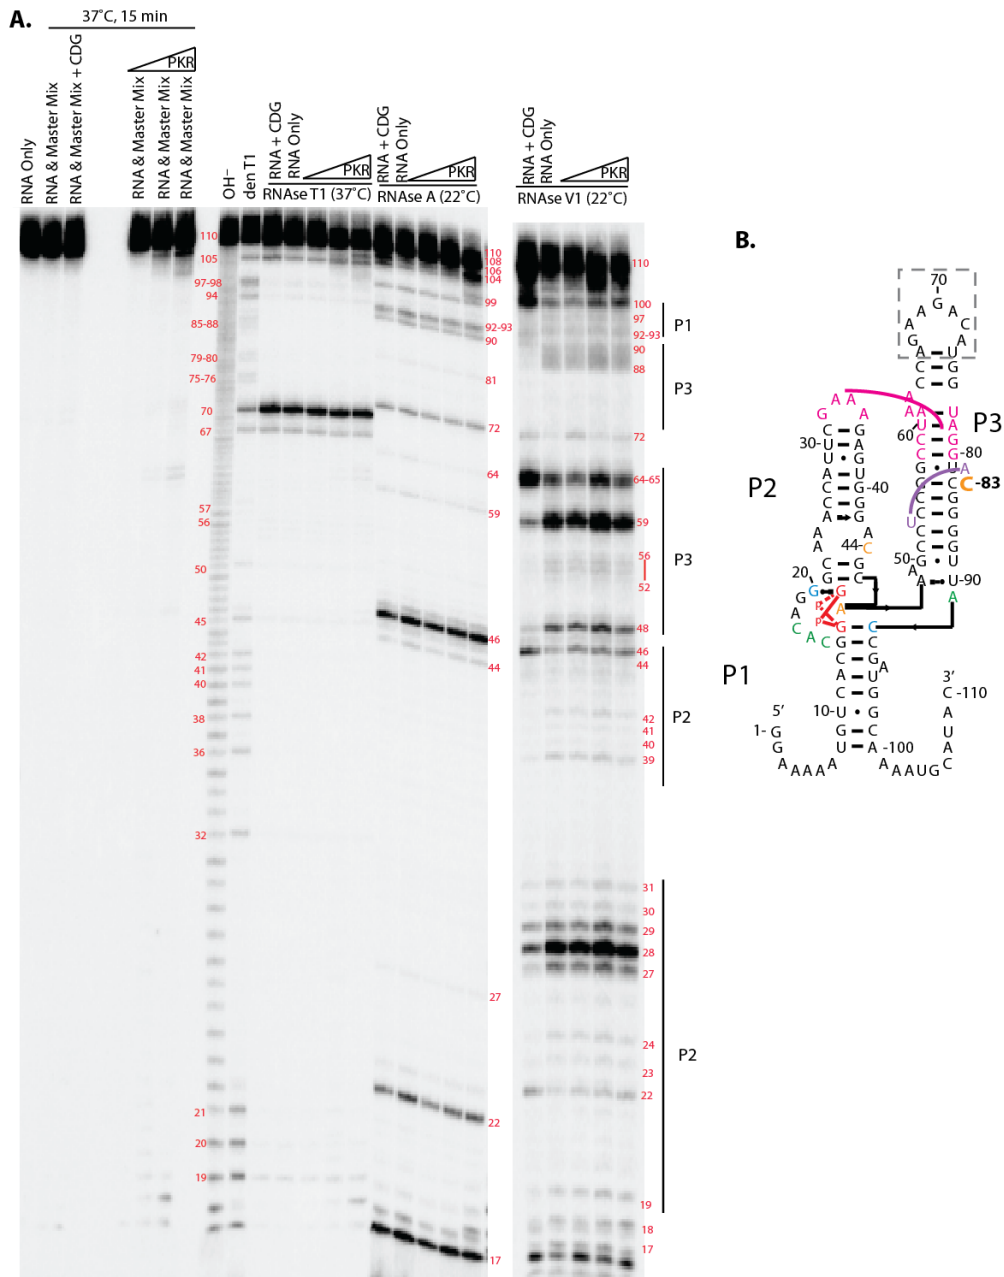 A.
37°C, 15 min
RNA Only
RNA & Master Mix
RNA & Master Mix + CDG
PKR
RNA & Master Mix
RNA & Master Mix
RNA & Master Mix
OH–
den T1
RNA + CDG
RNA Only
PKR
RNAse T1 (37°C)
RNA + CDG
RNA Only
PKR
RNAse A (22°C)
RNA + CDG
RNA Only
PKR
RNAse V1 (22°C)
110
105
97-98
94
85-88
79-80
75-76
70
67
57
56
50
45
42
41
40
38
36
32
21
20
19
110
108
106
104
99
92-93
90
81
72
64
59
46
44
27
22
17
110
100
97
92-93
90
88
72
64-65
59
56
52
48
46
44
42
41
40
39
31
30
29
28
27
24
23
22
19
18
17
P1
P3
P3
P2
P2
B.
70
P3
60
-80
-83
30-
P2
-40
44-
50-
20
-90
P1
10-
5′
1-
3′
-110
-100